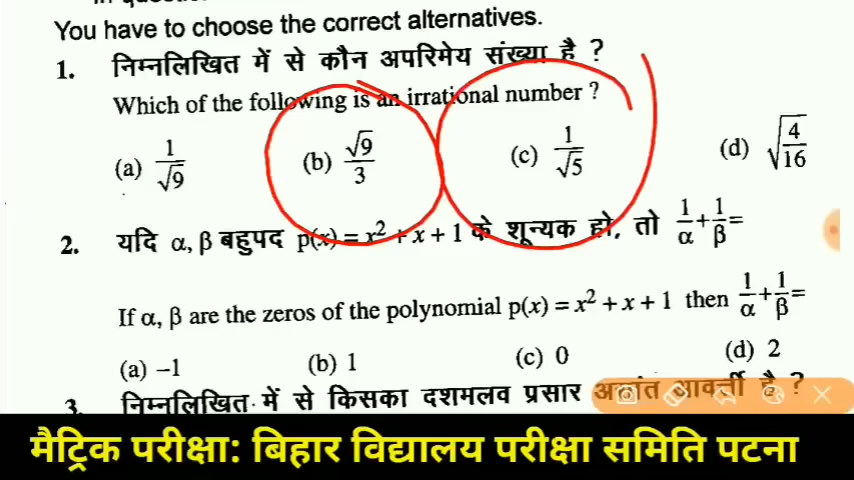 You have to choose the correct alternatives.
1. निम्नलिखित में से कौन अपरिमेय संख्या है ?
Which of the following is an irrational number ?
(a) 1/√9 (b) √9/3 (c) 1/√5 (d) √(4/16)
2. यदि α, β बहुपद p(x) = x² + x + 1 के शून्यक हो, तो 1/α + 1/β =
If α, β are the zeros of the polynomial p(x) = x² + x + 1 then 1/α + 1/β =
(a) –1 (b) 1 (c) 0 (d) 2
3. निम्नलिखित में से किसका दशमलव प्रसार
मैट्रिक परीक्षा: बिहार विद्यालय परीक्षा समिति पटना